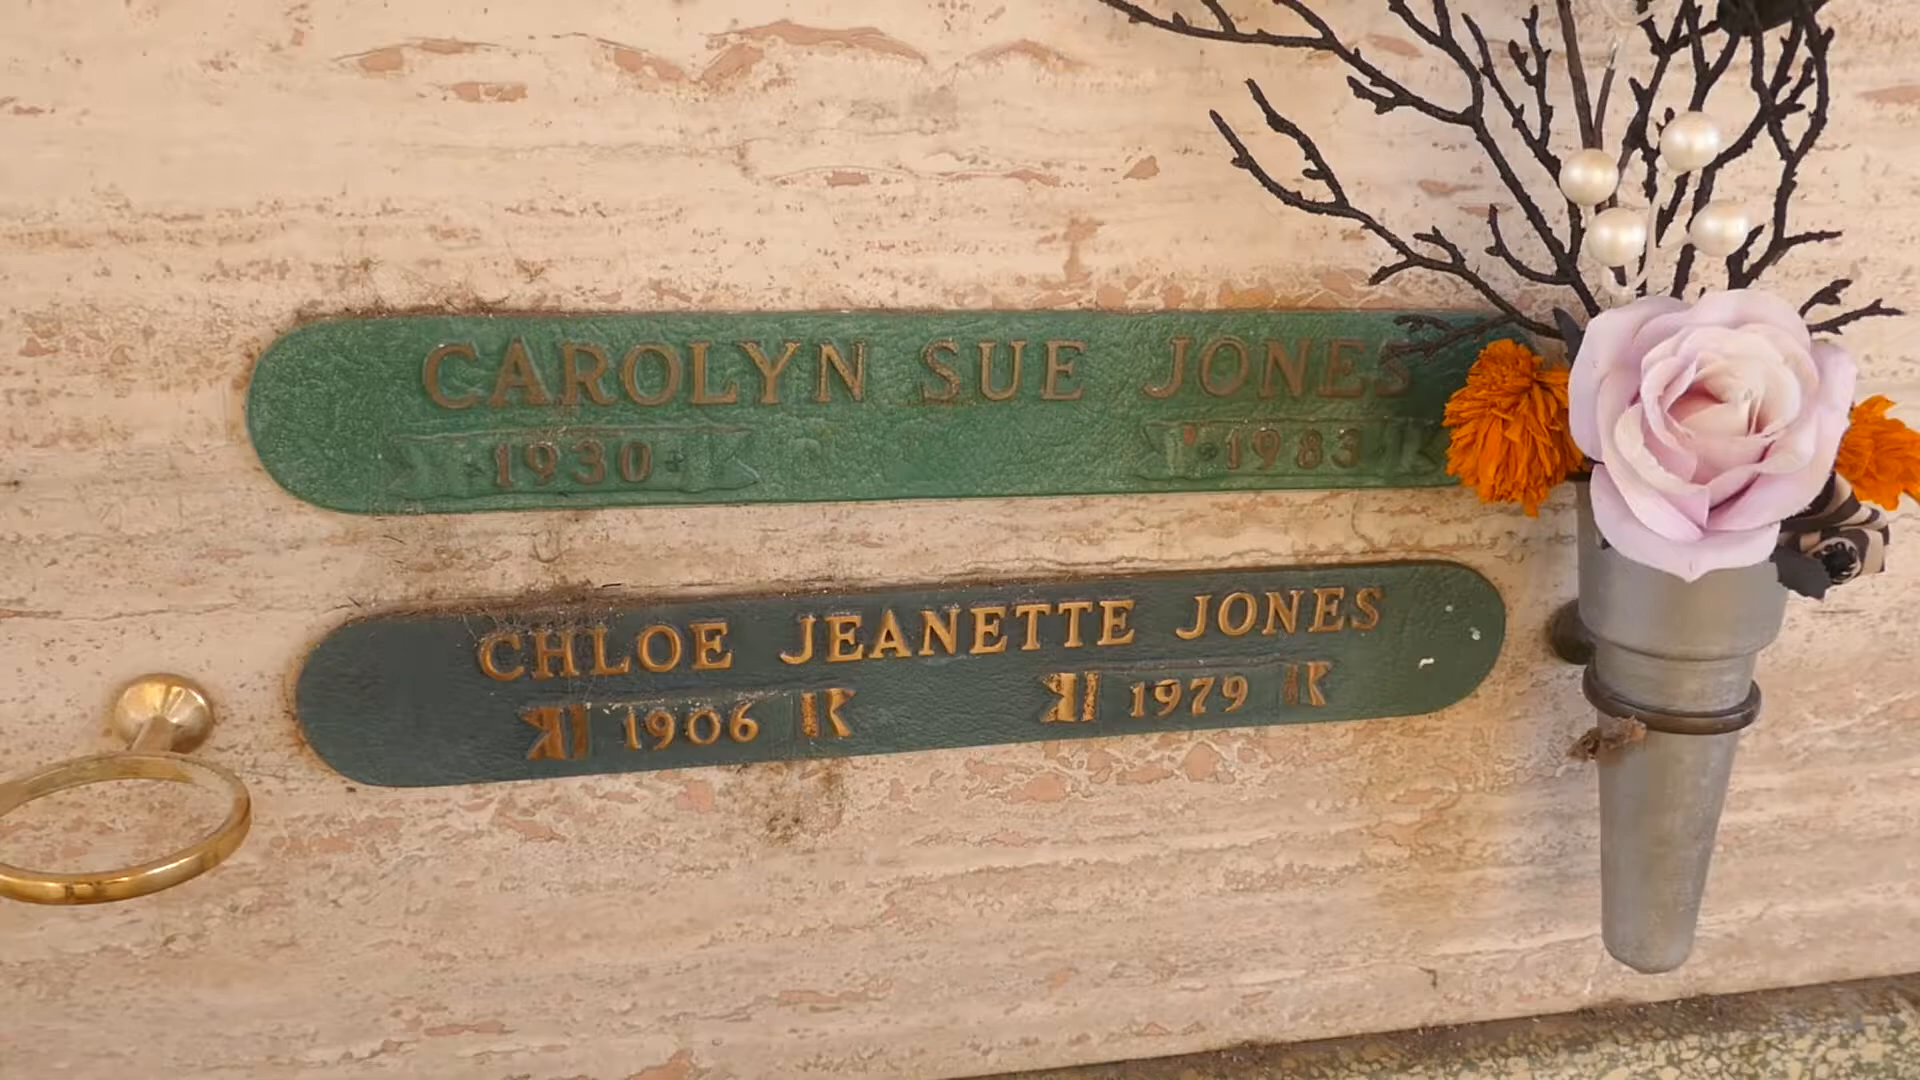 CAROLYN SUE JONES
1930 1983
CHLOE JEANETTE JONES
1906 1979